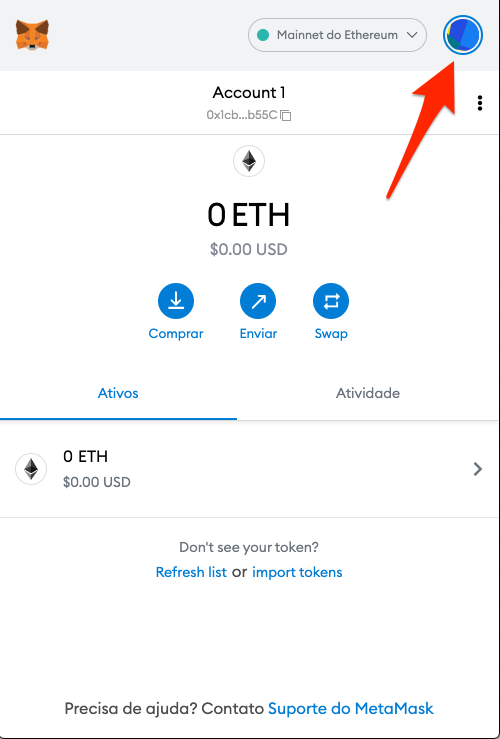 Mainnet do Ethereum
Account 1
0x1cb...b55C
0 ETH
$0.00 USD
Comprar Enviar Swap
Ativos Atividade
0 ETH
$0.00 USD
Don't see your token?
Refresh list or import tokens
Precisa de ajuda? Contato Suporte do MetaMask